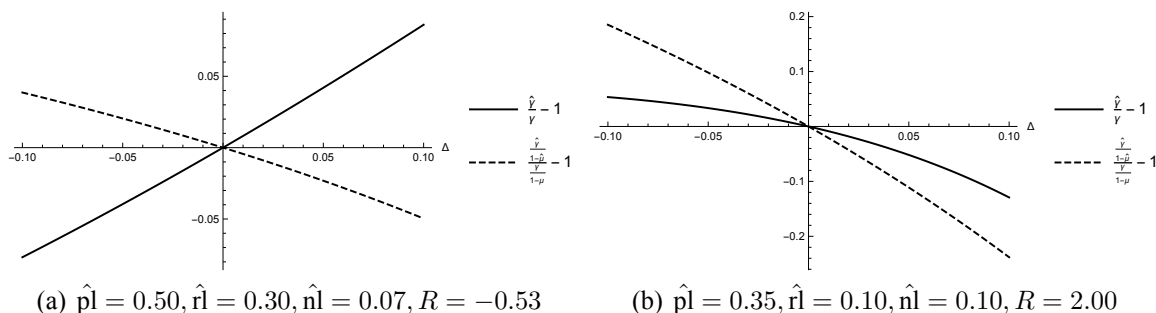 0.05
-0.10 -0.05 0.05 0.10 Δ
-0.05
γ̂/γ − 1
(γ̂/(1−μ̂))/(γ/(1−μ)) − 1
0.2
0.1
-0.10 -0.05 0.05 0.10 Δ
-0.1
-0.2
γ̂/γ − 1
(γ̂/(1−μ̂))/(γ/(1−μ)) − 1
(a) p̂l = 0.50, r̂l = 0.30, n̂l = 0.07, R = −0.53
(b) p̂l = 0.35, r̂l = 0.10, n̂l = 0.10, R = 2.00